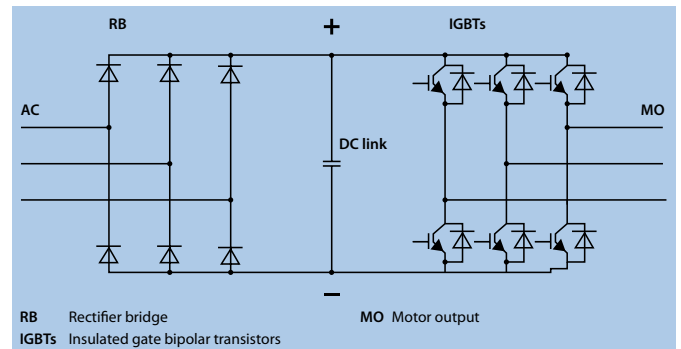 RB + IGBTs
AC MO
DC link
–
RB Rectifier bridge MO Motor output
IGBTs Insulated gate bipolar transistors